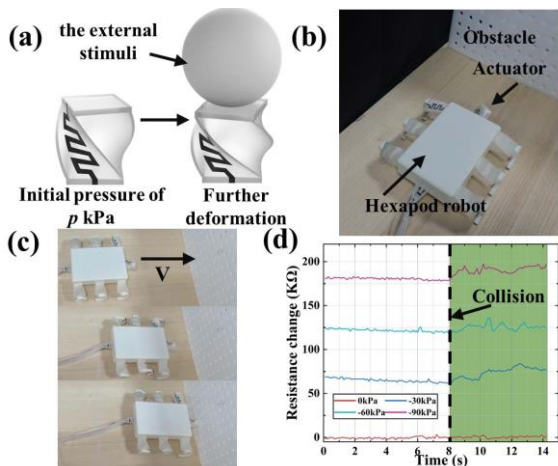 (a)
the external
stimuli
Initial pressure of
p kPa
Further
deformation
(b)
Obstacle
Actuator
Hexapod robot
(c)
V
(d)
Resistance change (KΩ)
200
150
100
50
0
Collision
0kPa
-30kPa
-60kPa
-90kPa
0 2 4 6 8 10 12 14
Time (s)